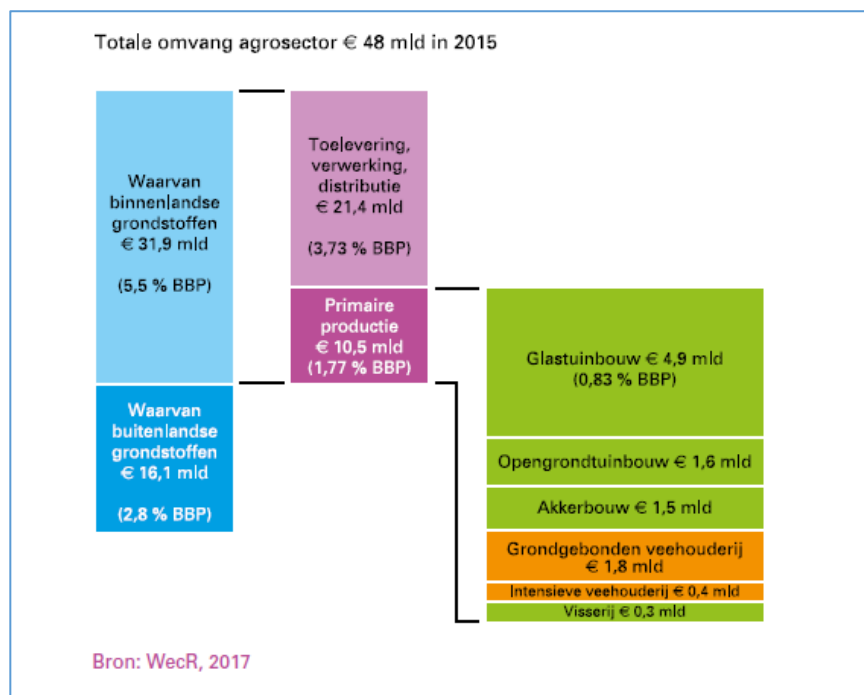 Totale omvang agrosector € 48 mld in 2015
Waarvan
binnenlandse
grondstoffen
€ 31,9 mld
(5,5 % BBP)
Waarvan
buitenlandse
grondstoffen
€ 16,1 mld
(2,8 % BBP)
Toelevering,
verwerking,
distributie
€ 21,4 mld
(3,73 % BBP)
Primaire
productie
€ 10,5 mld
(1,77 % BBP)
Glastuinbouw € 4,9 mld
(0,83 % BBP)
Opengrondtuinbouw € 1,6 mld
Akkerbouw € 1,5 mld
Grondgebonden veehouderij
€ 1,8 mld
Intensieve veehouderij € 0,4 mld
Visserij € 0,3 mld
Bron: WecR, 2017